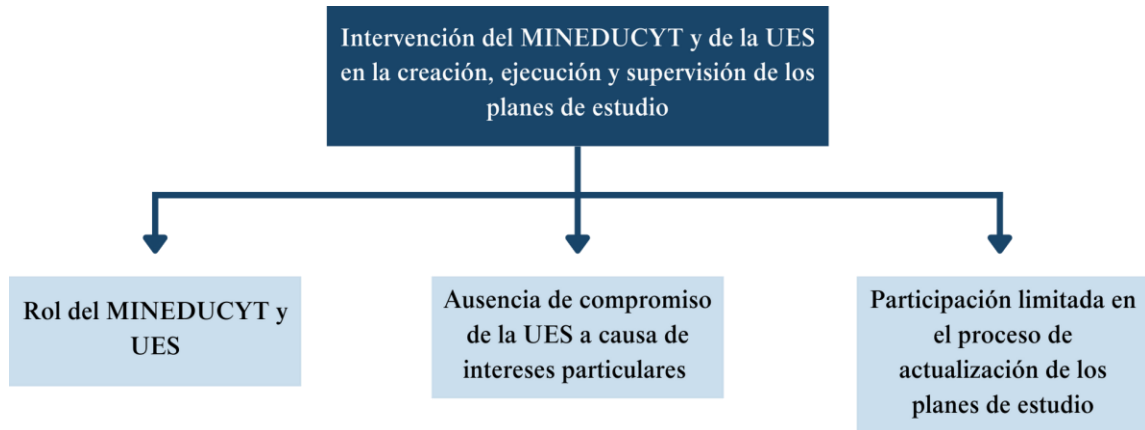 Intervención del MINEDUCYT y de la UES
en la creación, ejecución y supervisión de los
planes de estudio
Rol del MINEDUCYT y
UES
Ausencia de compromiso
de la UES a causa de
intereses particulares
Participación limitada en
el proceso de
actualización de los
planes de estudio